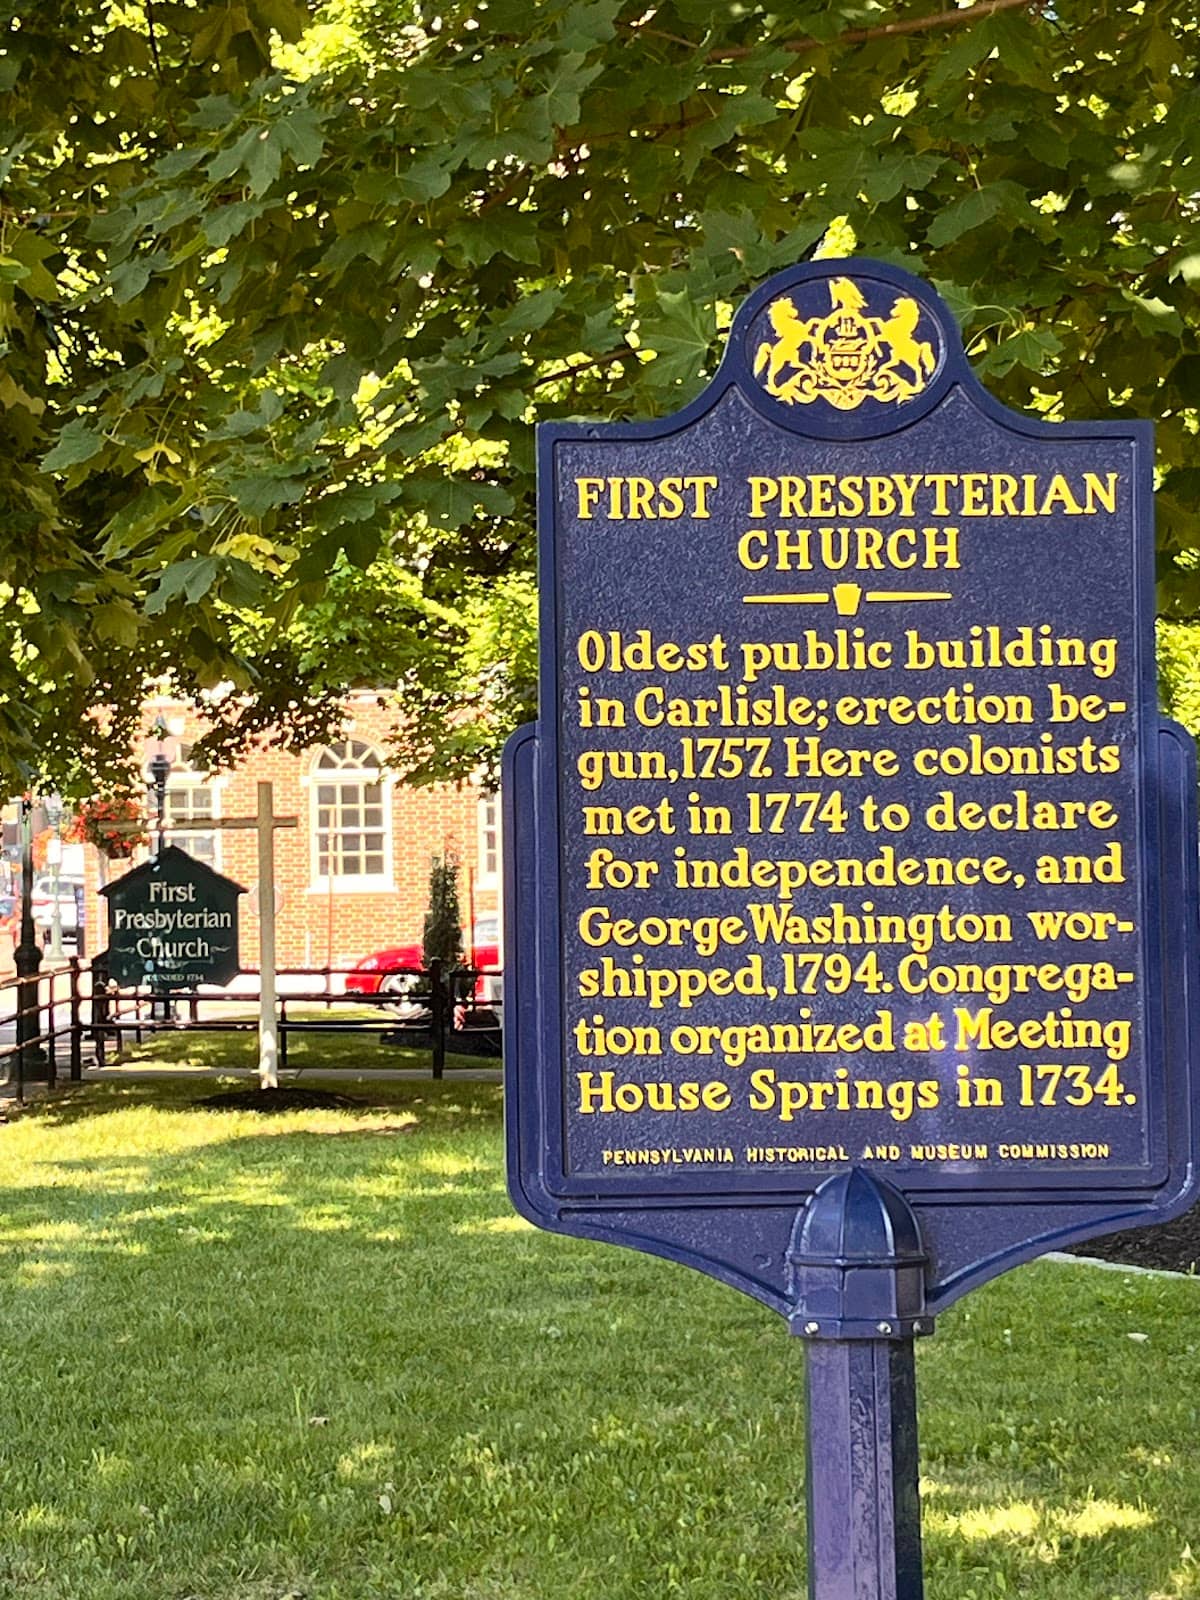 FIRST PRESBYTERIAN
CHURCH
Oldest public building
in Carlisle; erection be-
gun, 1757. Here colonists
met in 1774 to declare
for independence, and
George Washington wor-
shipped, 1794. Congrega-
tion organized at Meeting
House Springs in 1734.
PENNSYLVANIA HISTORICAL AND MUSEUM COMMISSION
First
Presbyterian
Church
FOUNDED 1734